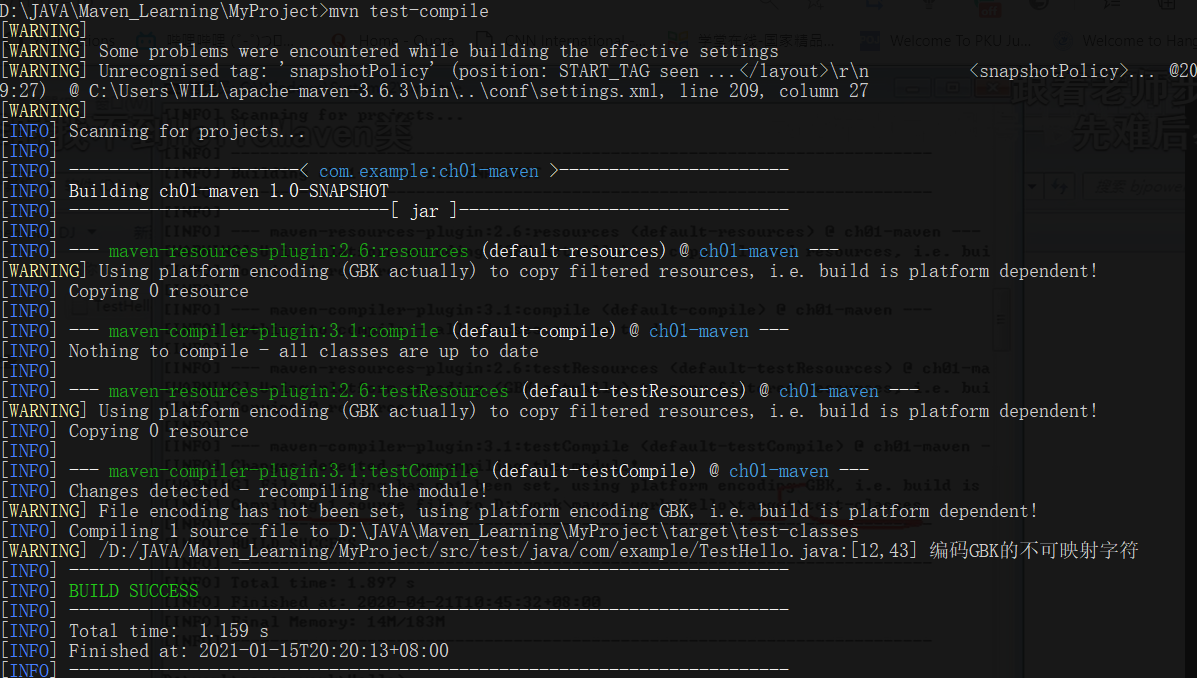 D:\JAVA\Maven_Learning\MyProject>mvn test-compile
[WARNING]
[WARNING] Some problems were encountered while building the effective settings
[WARNING] Unrecognised tag: 'snapshotPolicy' (position: START_TAG seen ...</layout>\r\n          <snapshotPolicy>... @20
9:27)  @ C:\Users\WILL\apache-maven-3.6.3\bin\..\conf\settings.xml, line 209, column 27
[WARNING]
[INFO] Scanning for projects...
[INFO]
[INFO] -----------------------< com.example:ch01-maven >-----------------------
[INFO] Building ch01-maven 1.0-SNAPSHOT
[INFO] --------------------------------[ jar ]---------------------------------
[INFO]
[INFO] --- maven-resources-plugin:2.6:resources (default-resources) @ ch01-maven ---
[WARNING] Using platform encoding (GBK actually) to copy filtered resources, i.e. build is platform dependent!
[INFO] Copying 0 resource
[INFO]
[INFO] --- maven-compiler-plugin:3.1:compile (default-compile) @ ch01-maven ---
[INFO] Nothing to compile - all classes are up to date
[INFO]
[INFO] --- maven-resources-plugin:2.6:testResources (default-testResources) @ ch01-maven ---
[WARNING] Using platform encoding (GBK actually) to copy filtered resources, i.e. build is platform dependent!
[INFO] Copying 0 resource
[INFO]
[INFO] --- maven-compiler-plugin:3.1:testCompile (default-testCompile) @ ch01-maven ---
[INFO] Changes detected - recompiling the module!
[WARNING] File encoding has not been set, using platform encoding GBK, i.e. build is platform dependent!
[INFO] Compiling 1 source file to D:\JAVA\Maven_Learning\MyProject\target\test-classes
[WARNING] /D:/JAVA/Maven_Learning/MyProject/src/test/java/com/example/TestHello.java:[12,43] 编码GBK的不可映射字符
[INFO] ------------------------------------------------------------------------
[INFO] BUILD SUCCESS
[INFO] ------------------------------------------------------------------------
[INFO] Total time:  1.159 s
[INFO] Finished at: 2021-01-15T20:20:13+08:00
[INFO] ------------------------------------------------------------------------